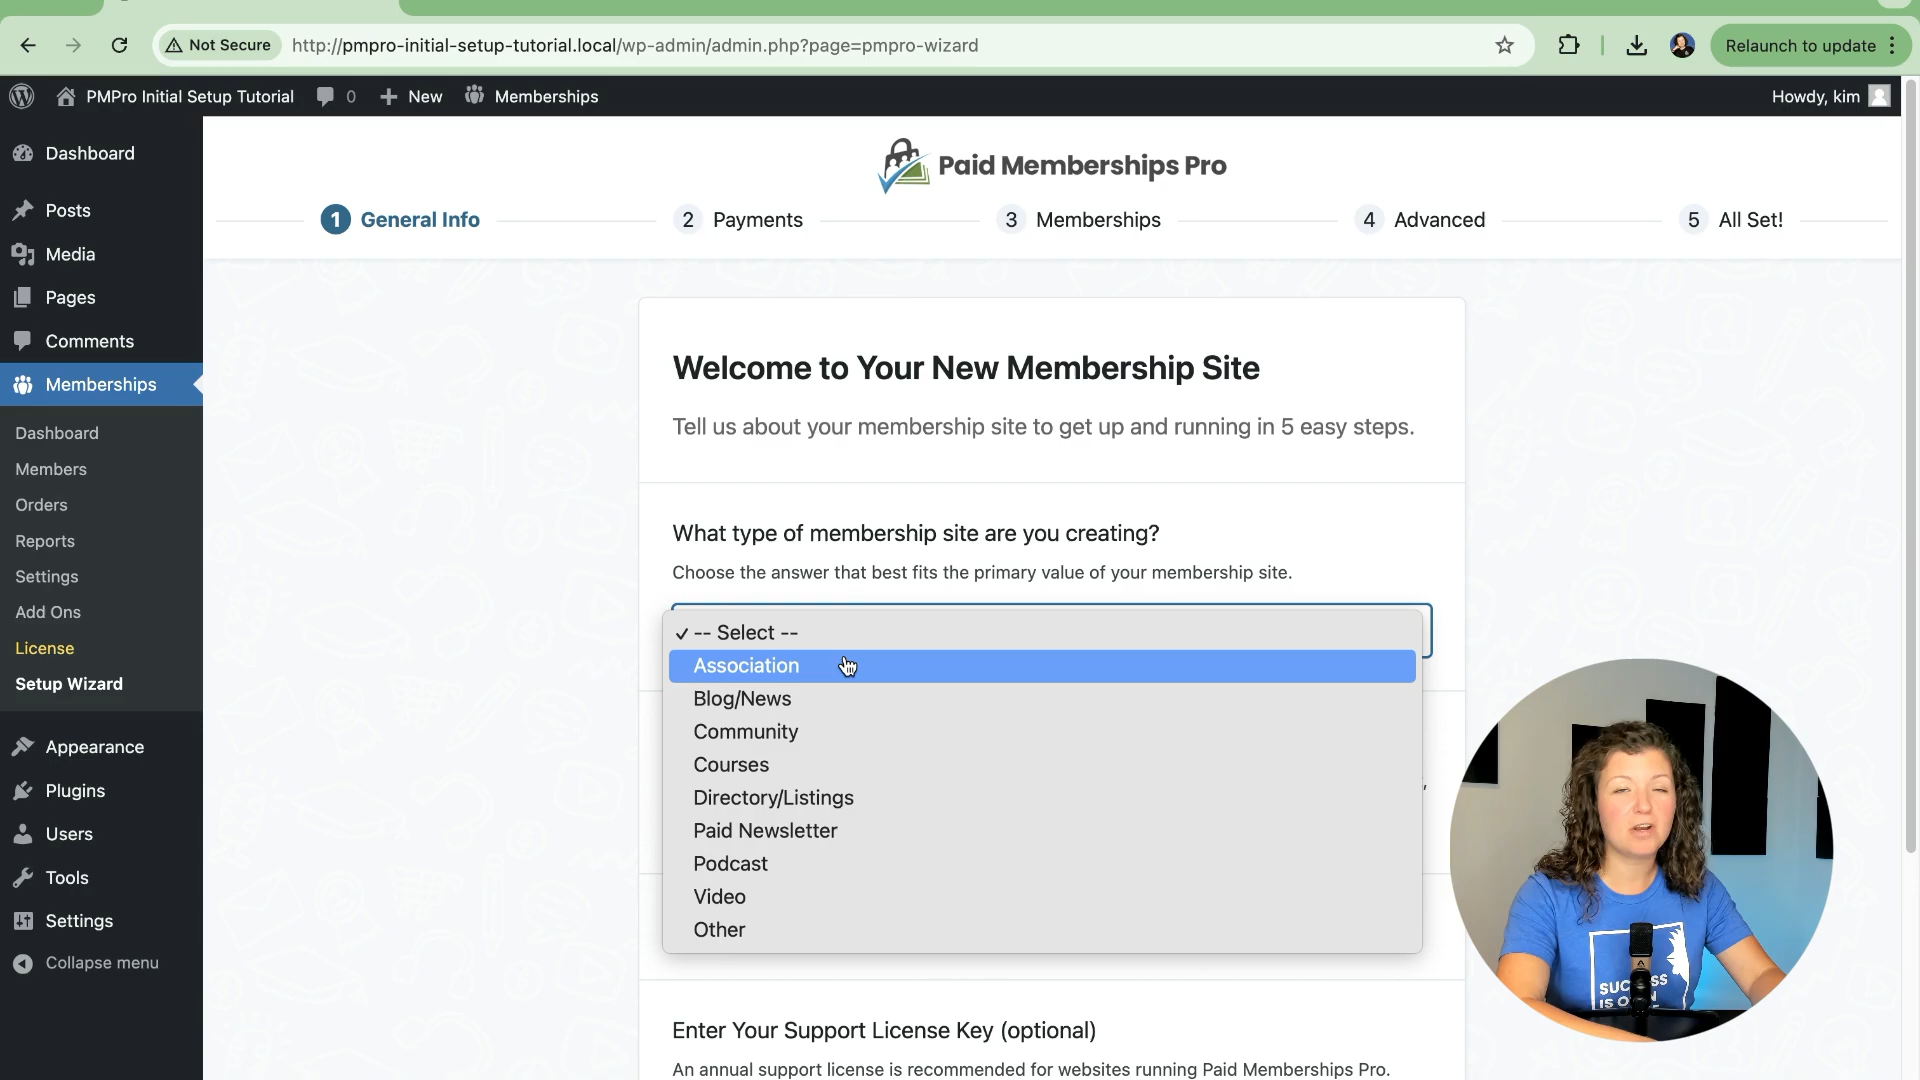 Not Secure
http://pmpro-initial-setup-tutorial.local/wp-admin/admin.php?page=pmpro-wizard
Relaunch to update
PMPro Initial Setup Tutorial
0
New
Memberships
Howdy, kim
Dashboard
Posts
Media
Pages
Comments
Memberships
Dashboard
Members
Orders
Reports
Settings
Add Ons
License
Setup Wizard
Appearance
Plugins
Users
Tools
Settings
Collapse menu
Paid Memberships Pro
1 General Info
2 Payments
3 Memberships
4 Advanced
5 All Set!
Welcome to Your New Membership Site
Tell us about your membership site to get up and running in 5 easy steps.
What type of membership site are you creating?
Choose the answer that best fits the primary value of your membership site.
✓ -- Select --
Association
Blog/News
Community
Courses
Directory/Listings
Paid Newsletter
Podcast
Video
Other
Enter Your Support License Key (optional)
An annual support license is recommended for websites running Paid Memberships Pro.
IS